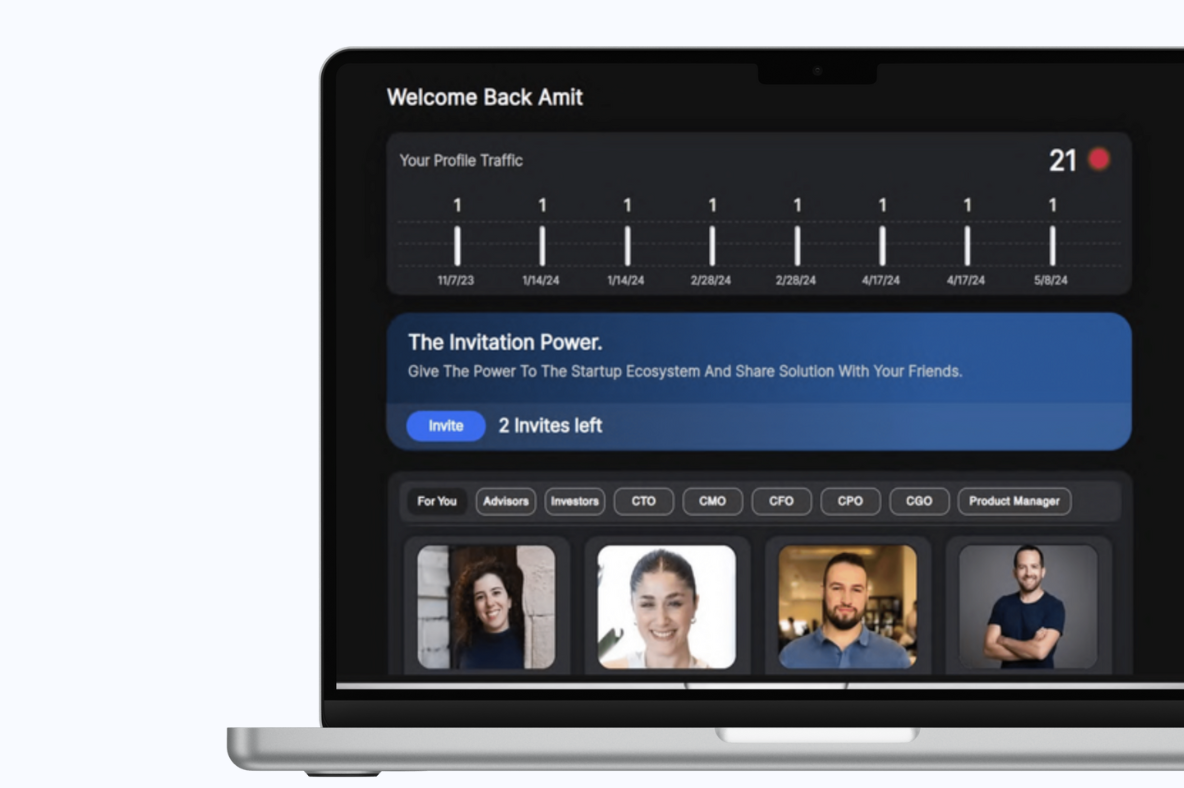 Welcome Back Amit
Your Profile Traffic
21
1 1 1 1 1 1 1 1
11/7/23 1/14/24 1/14/24 2/28/24 2/28/24 4/17/24 4/17/24 5/8/24
The Invitation Power.
Give The Power To The Startup Ecosystem And Share Solution With Your Friends.
Invite 2 Invites left
For You Advisors Investors CTO CMO CFO CPO CGO Product Manager